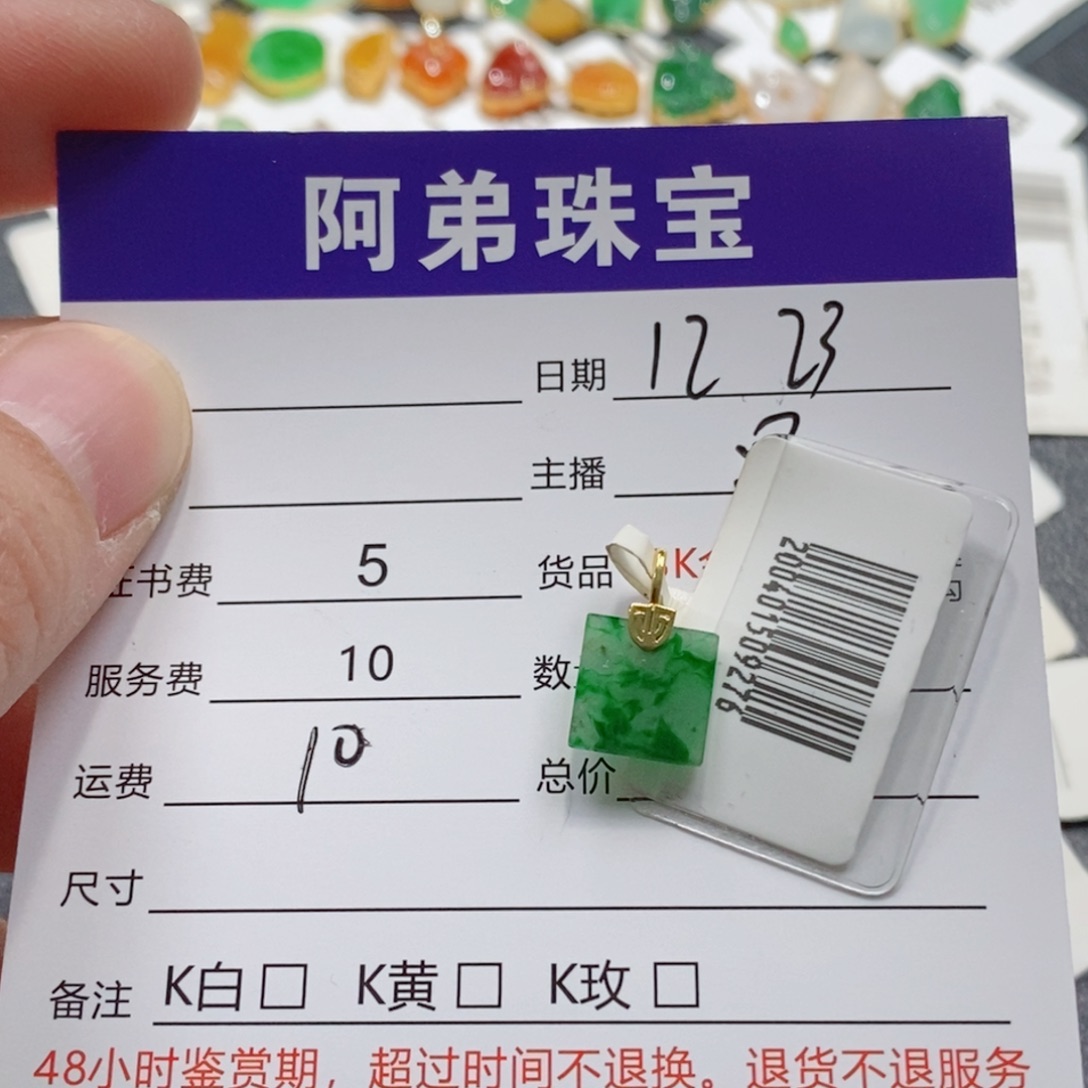 阿弟珠宝
日期 12 23
主播
证书费 5 货品 K
服务费 10 数
运费 10 总价
尺寸
备注 K白□ K黄□ K玫□
48小时鉴赏期，超过时间不退换。退货不退服务
200401509276